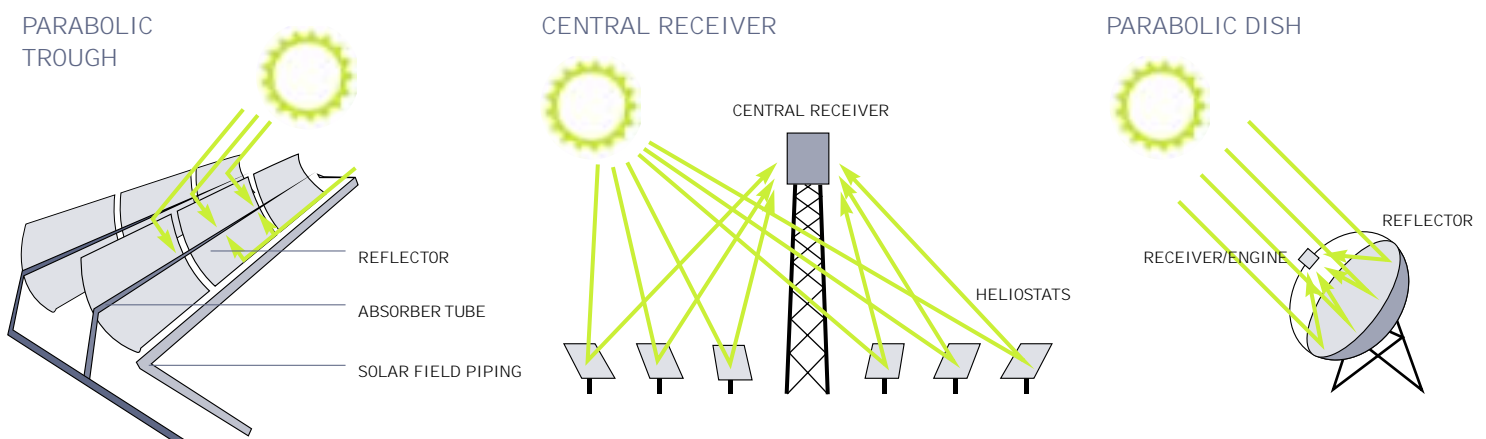 PARABOLIC
TROUGH
REFLECTOR
ABSORBER TUBE
SOLAR FIELD PIPING
CENTRAL RECEIVER
CENTRAL RECEIVER
HELIOSTATS
PARABOLIC DISH
REFLECTOR
RECEIVER/ENGINE